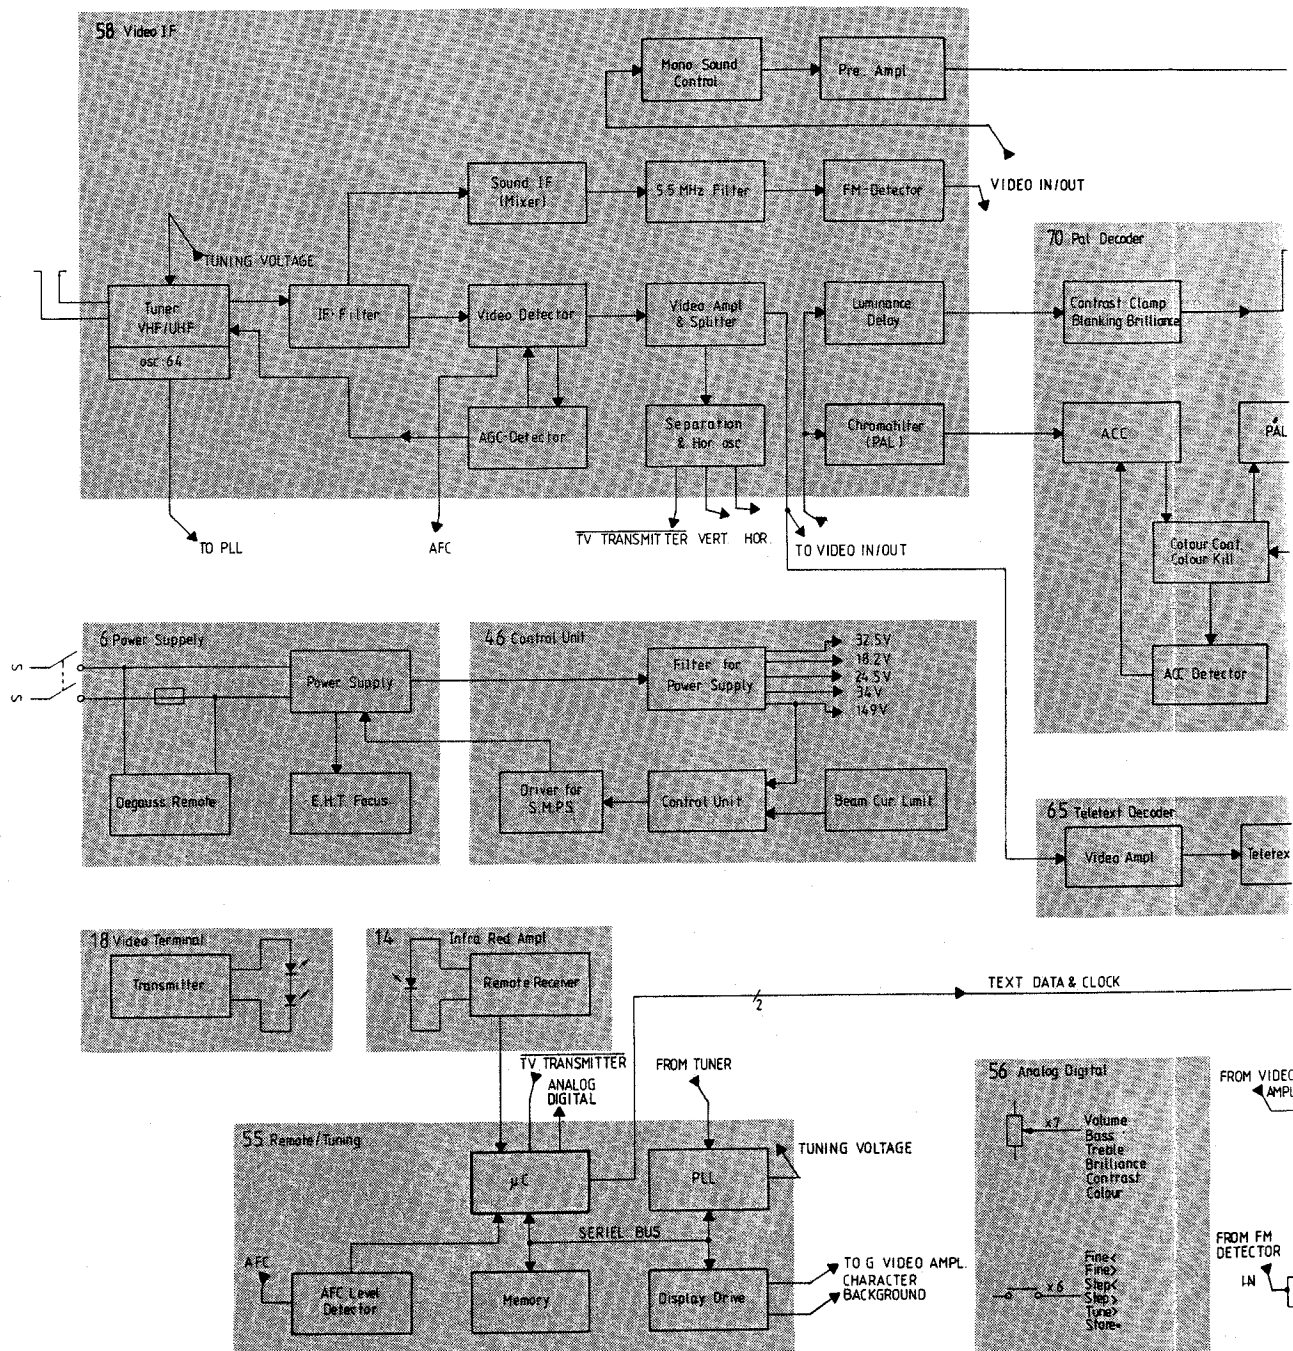 58 Video IF
Mono Sound
Control
Pre. Ampl
Sound IF
(Mixer)
5.5 MHz Filter
FM-Detector
VIDEO IN/OUT
TUNING VOLTAGE
Tuner
VHF/UHF
osc. 64
IF-Filter
Video Detector
Video Ampl
& Splitter
Luminance
Delay
AGC-Detector
Separation
& Hor. osc
Chromafilter
(PAL)
TO PLL
AFC
TV TRANSMITTER VERT. HOR.
TO VIDEO IN/OUT
70 Pal Decoder
Contrast Clamp
Blanking Brilliance
ACC
PAL
Colour Cont.
Colour Kill
ACC Detector
6 Power Suppely
S
S
Power Supply
Degauss Remote
E.H.T. Focus
46 Control Unit
Filter for
Power Supply
32.5V
18.2V
24.5V
34V
149V
Driver for
S.M.P.S.
Control Unit
Beam Cur. Limit
65 Teletext Decoder
Video Ampl
Teletex
18 Video Terminal
Transmitter
14 Infra Red Ampl
Remote Receiver
2
TEXT DATA & CLOCK
TV TRANSMITTER
ANALOG
DIGITAL
FROM TUNER
55 Remote/Tuning
µC
PLL
TUNING VOLTAGE
SERIEL BUS
AFC
AFC Level
Detector
Memory
Display Drive
TO G VIDEO AMPL.
CHARACTER
BACKGROUND
56 Analog Digital
x7
Volume
Bass
Treble
Brilliance
Contrast
Colour
x6
Fine<
Fine>
Step<
Step>
Tune>
Store*
FROM VIDEO
AMPL
FROM FM
DETECTOR
IN